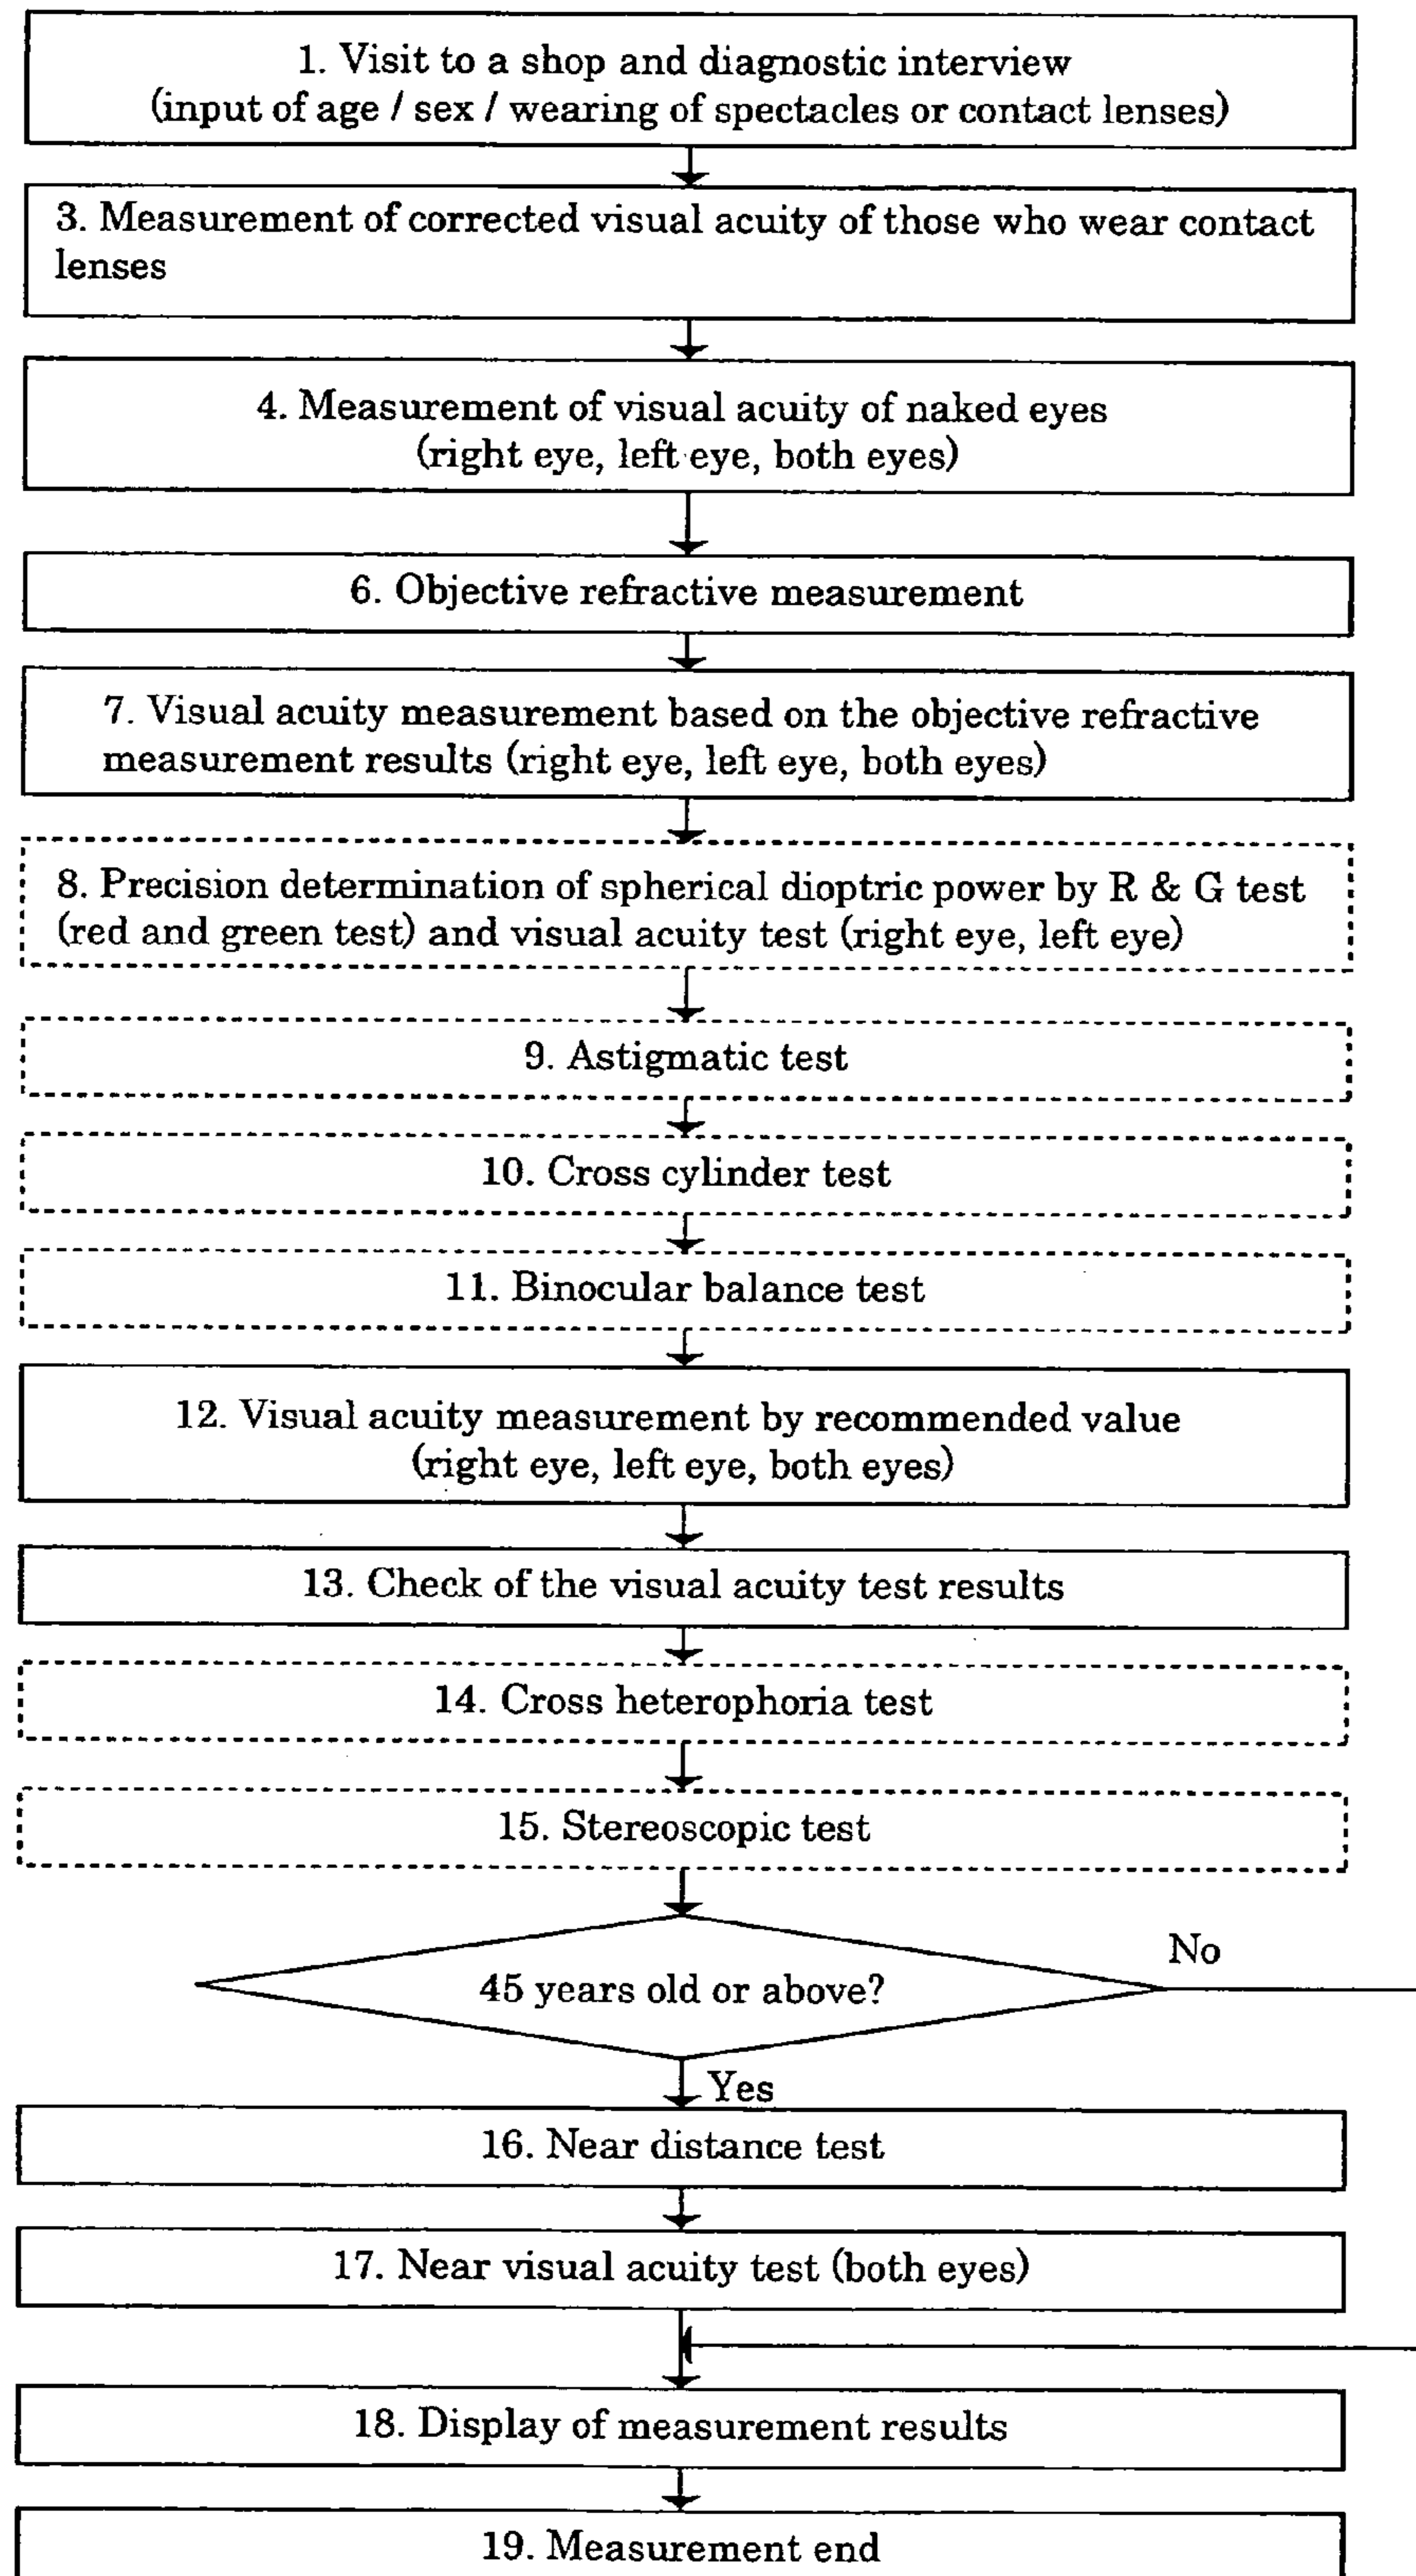 1. Visit to a shop and diagnostic interview
(input of age / sex / wearing of spectacles or contact lenses)
3. Measurement of corrected visual acuity of those who wear contact
lenses
4. Measurement of visual acuity of naked eyes
(right eye, left eye, both eyes)
6. Objective refractive measurement
7. Visual acuity measurement based on the objective refractive
measurement results (right eye, left eye, both eyes)
8. Precision determination of spherical dioptric power by R & G test
(red and green test) and visual acuity test (right eye, left eye)
9. Astigmatic test
10. Cross cylinder test
11. Binocular balance test
12. Visual acuity measurement by recommended value
(right eye, left eye, both eyes)
13. Check of the visual acuity test results
14. Cross heterophoria test
15. Stereoscopic test
No
45 years old or above?
Yes
16. Near distance test
17. Near visual acuity test (both eyes)
18. Display of measurement results
19. Measurement end